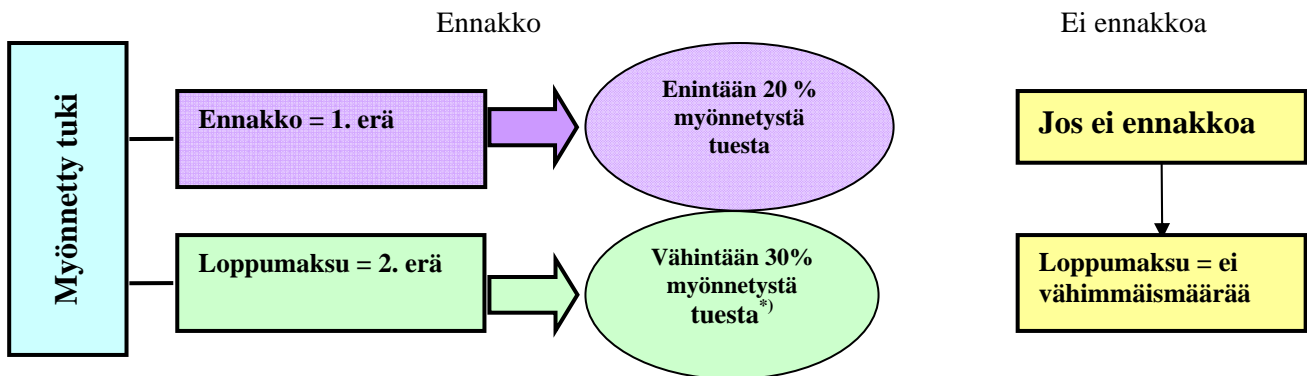 Ennakko
Ei ennakkoa
Myönnetty tuki
Ennakko = 1. erä
Enintään 20 %
myönnetystä
tuesta
Jos ei ennakkoa
Loppumaksu = 2. erä
Vähintään 30%
myönnetystä
tuesta*)
Loppumaksu = ei
vähimmäismäärää